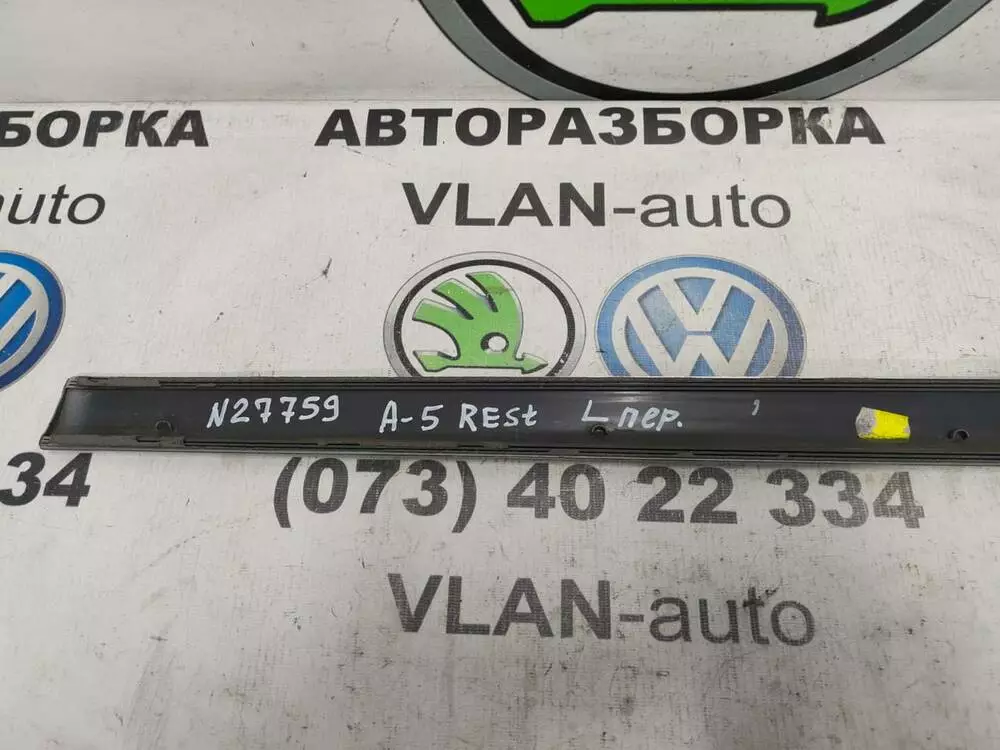 БОРКА АВТОРАЗБОРКА
auto VLAN-auto
N27759 A-5 REST L пер.
34 (073) 40 22 334
VLAN-auto